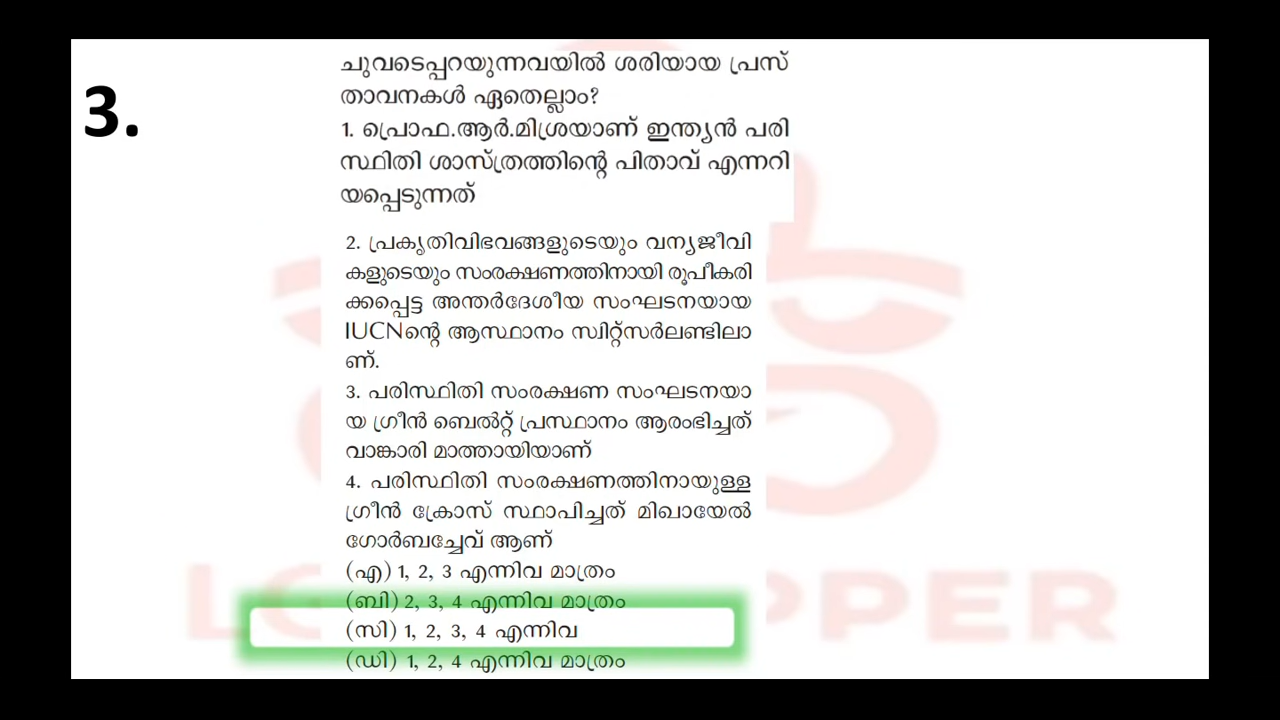 3.
ചുവടെപ്പറയുന്നവയിൽ ശരിയായ പ്രസ്
താവനകൾ ഏതെല്ലാം?
1. പ്രൊഫ.ആർ.മിശ്രയാണ് ഇന്ത്യൻ പരി
സ്ഥിതി ശാസ്ത്രത്തിന്റെ പിതാവ് എന്നറി
യപ്പെടുന്നത്
2. പ്രകൃതിവിഭവങ്ങളുടെയും വന്യജീവി
കളുടെയും സംരക്ഷണത്തിനായി രൂപീകരി
ക്കപ്പെട്ട അന്തർദേശീയ സംഘടനയായ
IUCNന്റെ ആസ്ഥാനം സ്വിറ്റ്സർലണ്ടിലാ
ണ്.
3. പരിസ്ഥിതി സംരക്ഷണ സംഘടനയാ
യ ഗ്രീൻ ബെൽറ്റ് പ്രസ്ഥാനം ആരംഭിച്ചത്
വാങ്കാരി മാത്തായിയാണ്
4. പരിസ്ഥിതി സംരക്ഷണത്തിനായുള്ള
ഗ്രീൻ ക്രോസ് സ്ഥാപിച്ചത് മിഖായേൽ
ഗോർബച്ചേവ് ആണ്
(എ) 1, 2, 3 എന്നിവ മാത്രം
(ബി) 2, 3, 4 എന്നിവ മാത്രം
(സി) 1, 2, 3, 4 എന്നിവ
(ഡി) 1, 2, 4 എന്നിവ മാത്രം